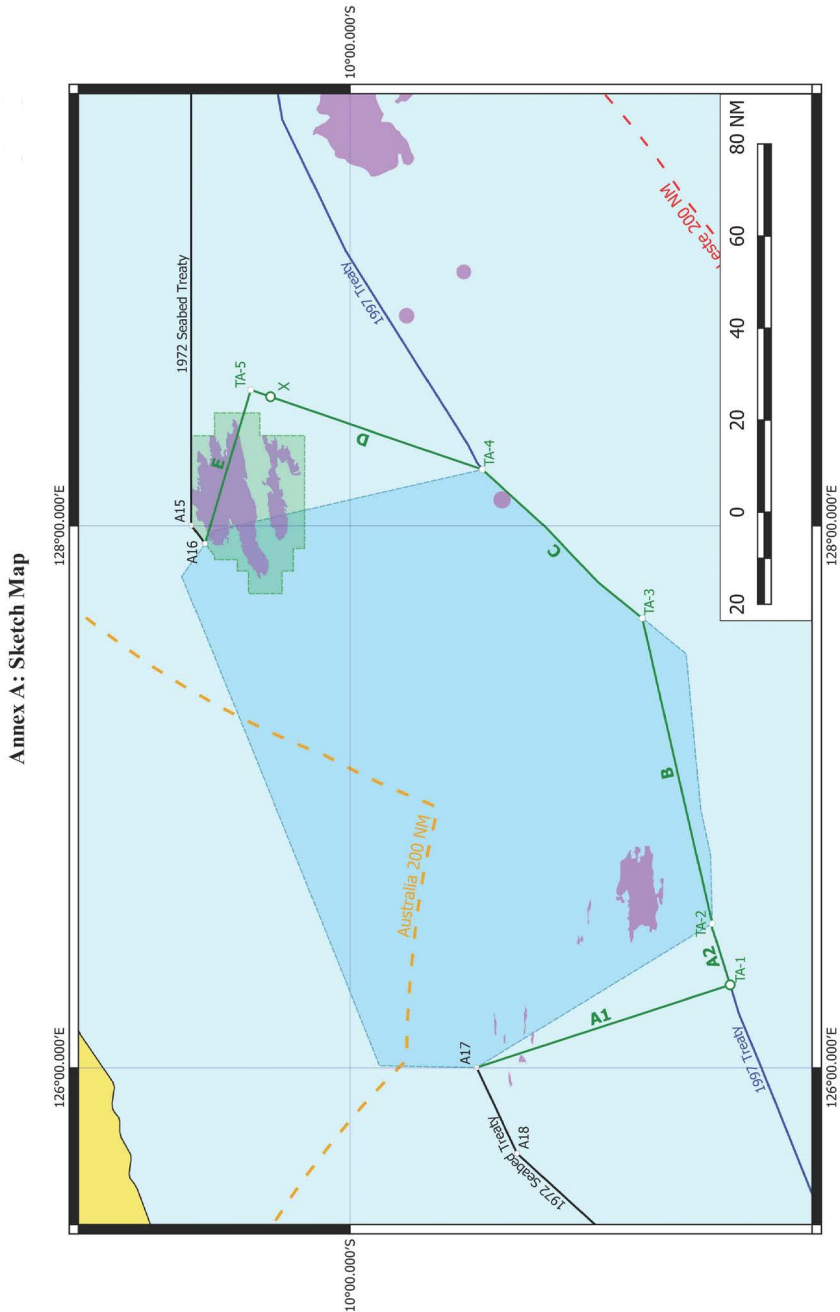 Annex A: Sketch Map
126°00.000'E
128°00.000'E
10°00.000'S
10°00.000'S
126°00.000'E
128°00.000'E
1972 Seabed Treaty
A15
A16
E
TA-5
X
D
1997 Treaty
Australia 200 NM
A17
A18
1972 Seabed Treaty
TA-4
C
TA-3
B
TA-2
A2
TA-1
A1
1997 Treaty
Leste 200 NM
20 0 20 40 60 80 NM